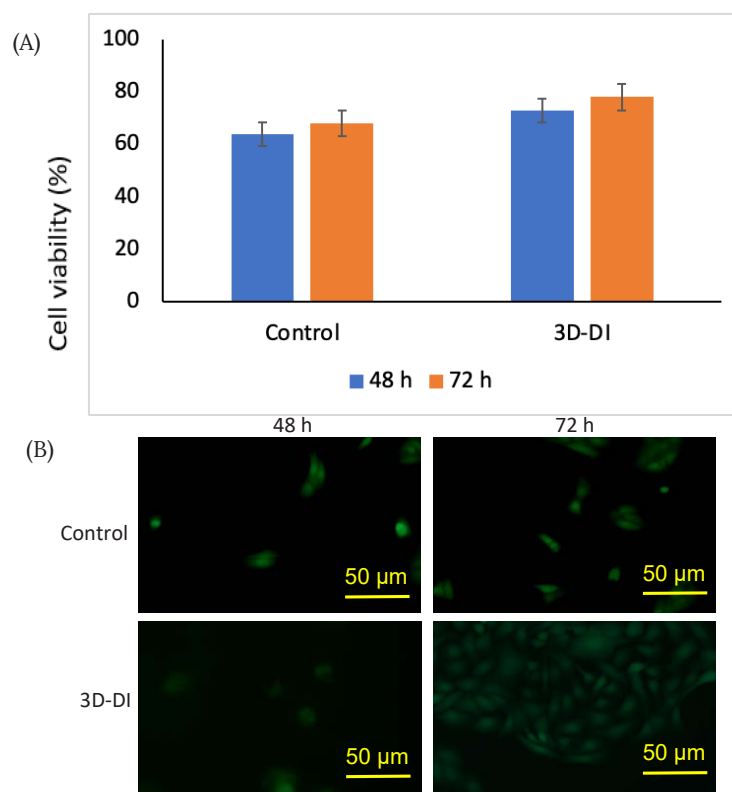 (A)
Cell viability (%)
100
80
60
40
20
0
Control 3D-DI
48 h 72 h
(B)
48 h 72 h
Control
50 μm 50 μm
3D-DI
50 μm 50 μm